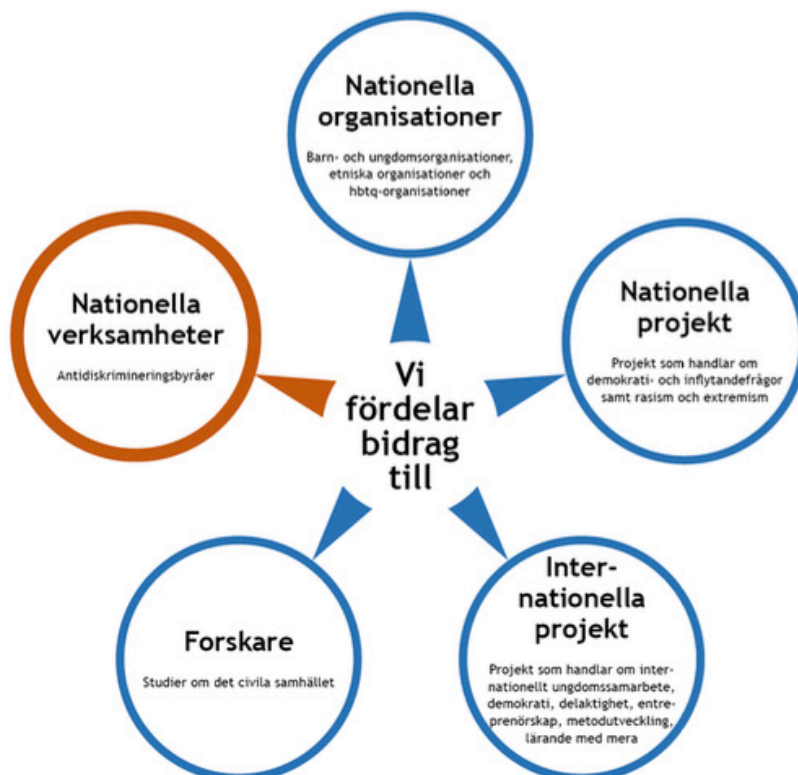 Nationella
organisationer
Barn- och ungdomsorganisationer,
etniska organisationer och
hbtq-organisationer
Nationella
verksamheter
Antidiskrimineringsbyråer
Nationella
projekt
Projekt som handlar om
demokrati- och inflytandefrågor
samt rasism och extremism
Vi
fördelar
bidrag
till
Forskare
Studier om det civila samhället
Inter-
nationella
projekt
Projekt som handlar om inter-
nationellt ungdomssamarbete,
demokrati, delaktighet, entre-
prenörskap, metodutveckling,
lärande med mera